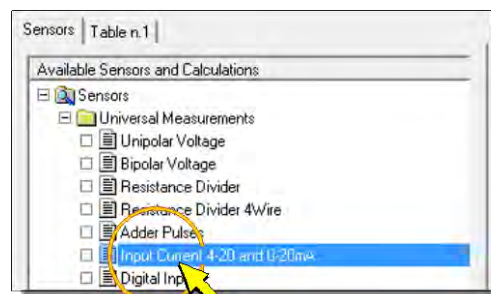 Sensors Table n.1
Available Sensors and Calculations
Sensors
Universal Measurements
Unipolar Voltage
Bipolar Voltage
Resistance Divider
Resistance Divider 4Wire
Adder Pulses
Input Current 4-20 and 0-20mA
Digital